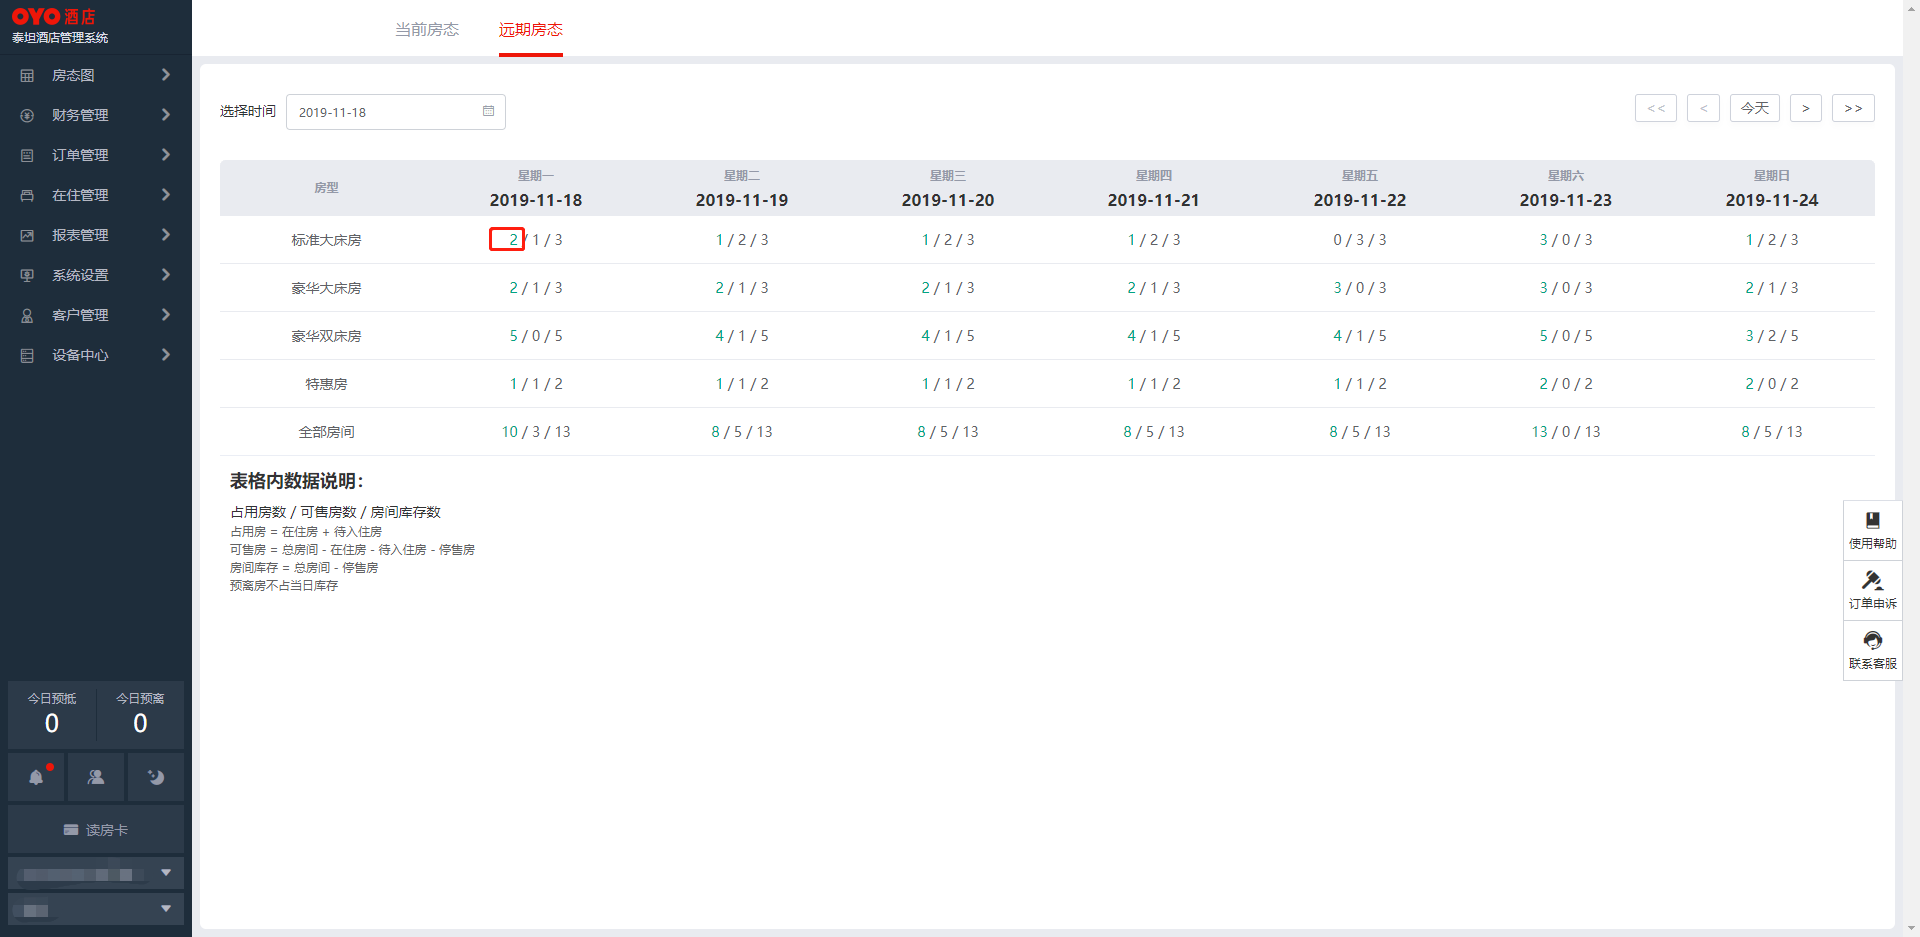 OYO 酒店
泰坦酒店管理系统
房态图
财务管理
订单管理
在住管理
报表管理
系统设置
客户管理
设备中心
今日预抵 今日预离
0 0
读房卡
当前房态 远期房态
选择时间 2019-11-18 << < 今天 > >>
房型 星期一 星期二 星期三 星期四 星期五 星期六 星期日
2019-11-18 2019-11-19 2019-11-20 2019-11-21 2019-11-22 2019-11-23 2019-11-24
标准大床房 2 / 1 / 3 1 / 2 / 3 1 / 2 / 3 1 / 2 / 3 0 / 3 / 3 3 / 0 / 3 1 / 2 / 3
豪华大床房 2 / 1 / 3 2 / 1 / 3 2 / 1 / 3 2 / 1 / 3 3 / 0 / 3 3 / 0 / 3 2 / 1 / 3
豪华双床房 5 / 0 / 5 4 / 1 / 5 4 / 1 / 5 4 / 1 / 5 4 / 1 / 5 5 / 0 / 5 3 / 2 / 5
特惠房 1 / 1 / 2 1 / 1 / 2 1 / 1 / 2 1 / 1 / 2 1 / 1 / 2 2 / 0 / 2 2 / 0 / 2
全部房间 10 / 3 / 13 8 / 5 / 13 8 / 5 / 13 8 / 5 / 13 8 / 5 / 13 13 / 0 / 13 8 / 5 / 13
表格内数据说明：
占用房数 / 可售房数 / 房间库存数
占用房 = 在住房 + 待入住房
可售房 = 总房间 - 在住房 - 待入住房 - 停售房
房间库存 = 总房间 - 停售房
预离房不占当日库存
使用帮助
订单申诉
联系客服